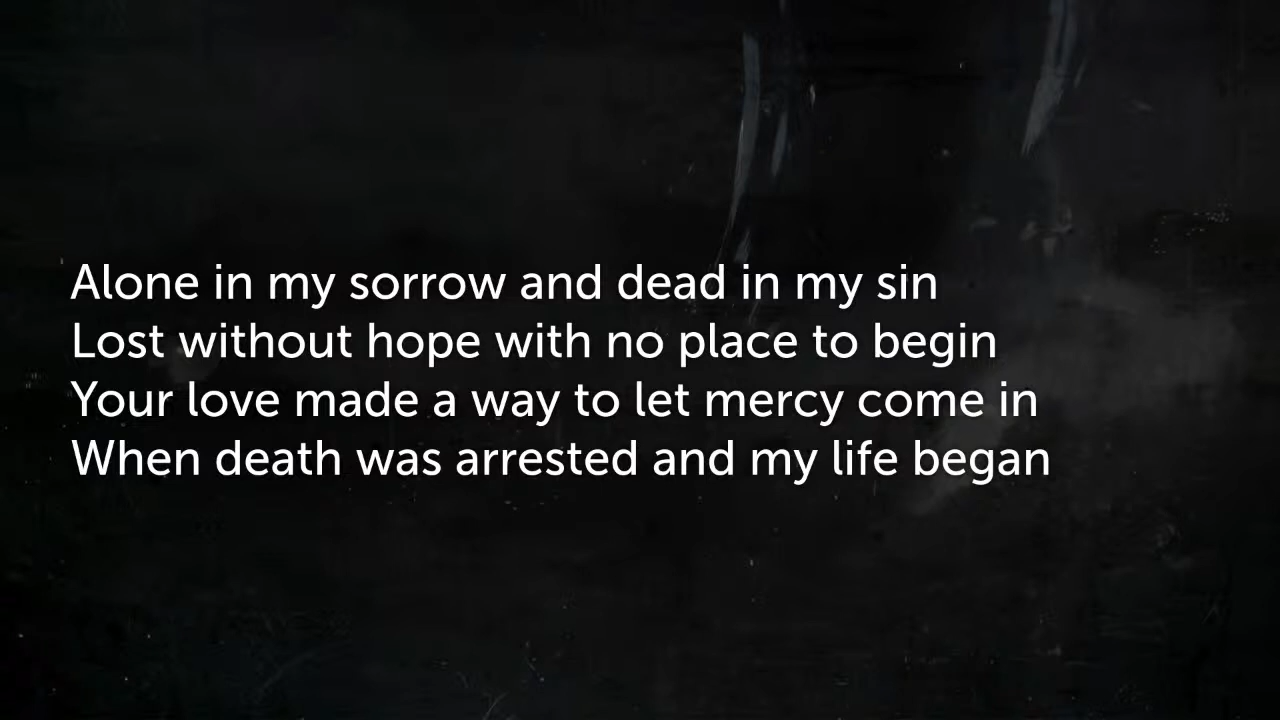 Alone in my sorrow and dead in my sin
Lost without hope with no place to begin
Your love made a way to let mercy come in
When death was arrested and my life began